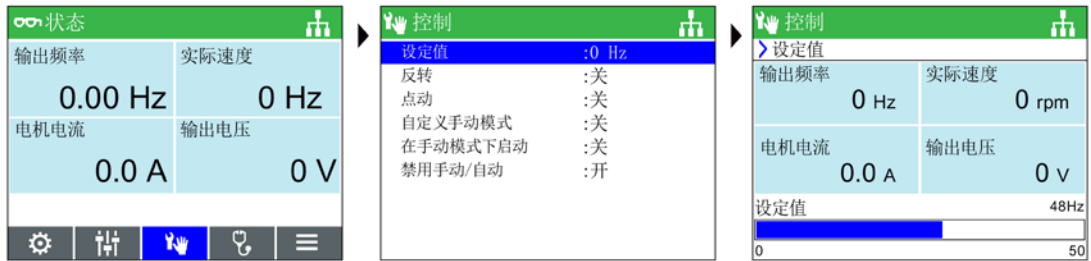 状态
输出频率 实际速度
0.00 Hz 0 Hz
电机电流 输出电压
0.0 A 0 V
控制
设定值 :0 Hz
反转 :关
点动 :关
自定义手动模式 :关
在手动模式下启动 :关
禁用手动/自动 :开
控制
设定值
输出频率 实际速度
0 Hz 0 rpm
电机电流 输出电压
0.0 A 0 V
设定值 48Hz
0 50